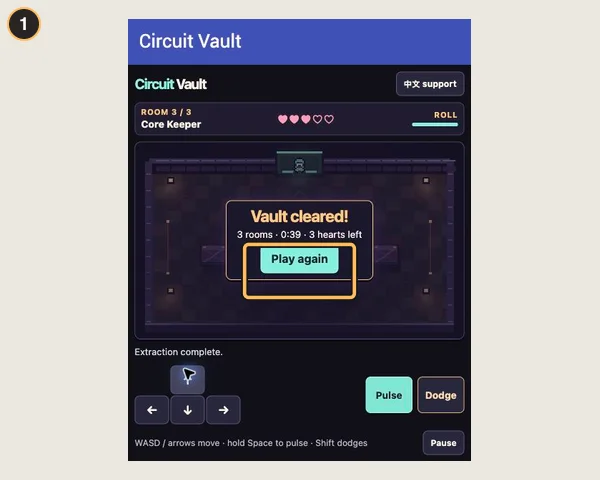 1
Circuit Vault
Circuit Vault
中文 support
ROOM 3 / 3
Core Keeper
ROLL
Vault cleared!
3 rooms · 0:39 · 3 hearts left
Play again
Extraction complete.
Pulse
Dodge
WASD / arrows move · hold Space to pulse · Shift dodges
Pause